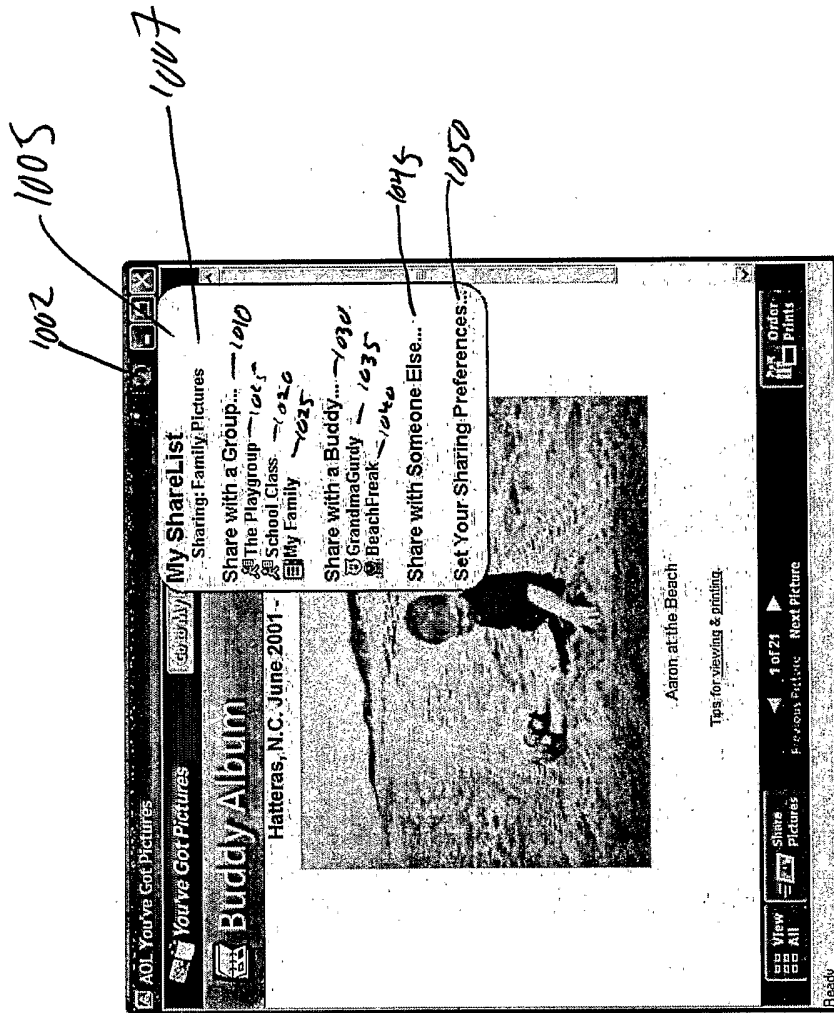 1002
1005
1007
AOL You've Got Pictures
You've Got Pictures
Go to My
Buddy Album
Hatteras, N.C. June 2001 -
My ShareList
Sharing: Family Pictures
Share with a Group... 1010
The Playgroup 1015
School Class 1020
My Family 1025
Share with a Buddy... 1030
GrandmaGurdy 1035
BeachFreak 1040
Share with Someone Else... 1045
Set Your Sharing Preferences... 1050
Aaron at the Beach
Tips for viewing & printing.
1 of 21
Previous Picture Next Picture
View All
Share Pictures
Order Prints
Ready